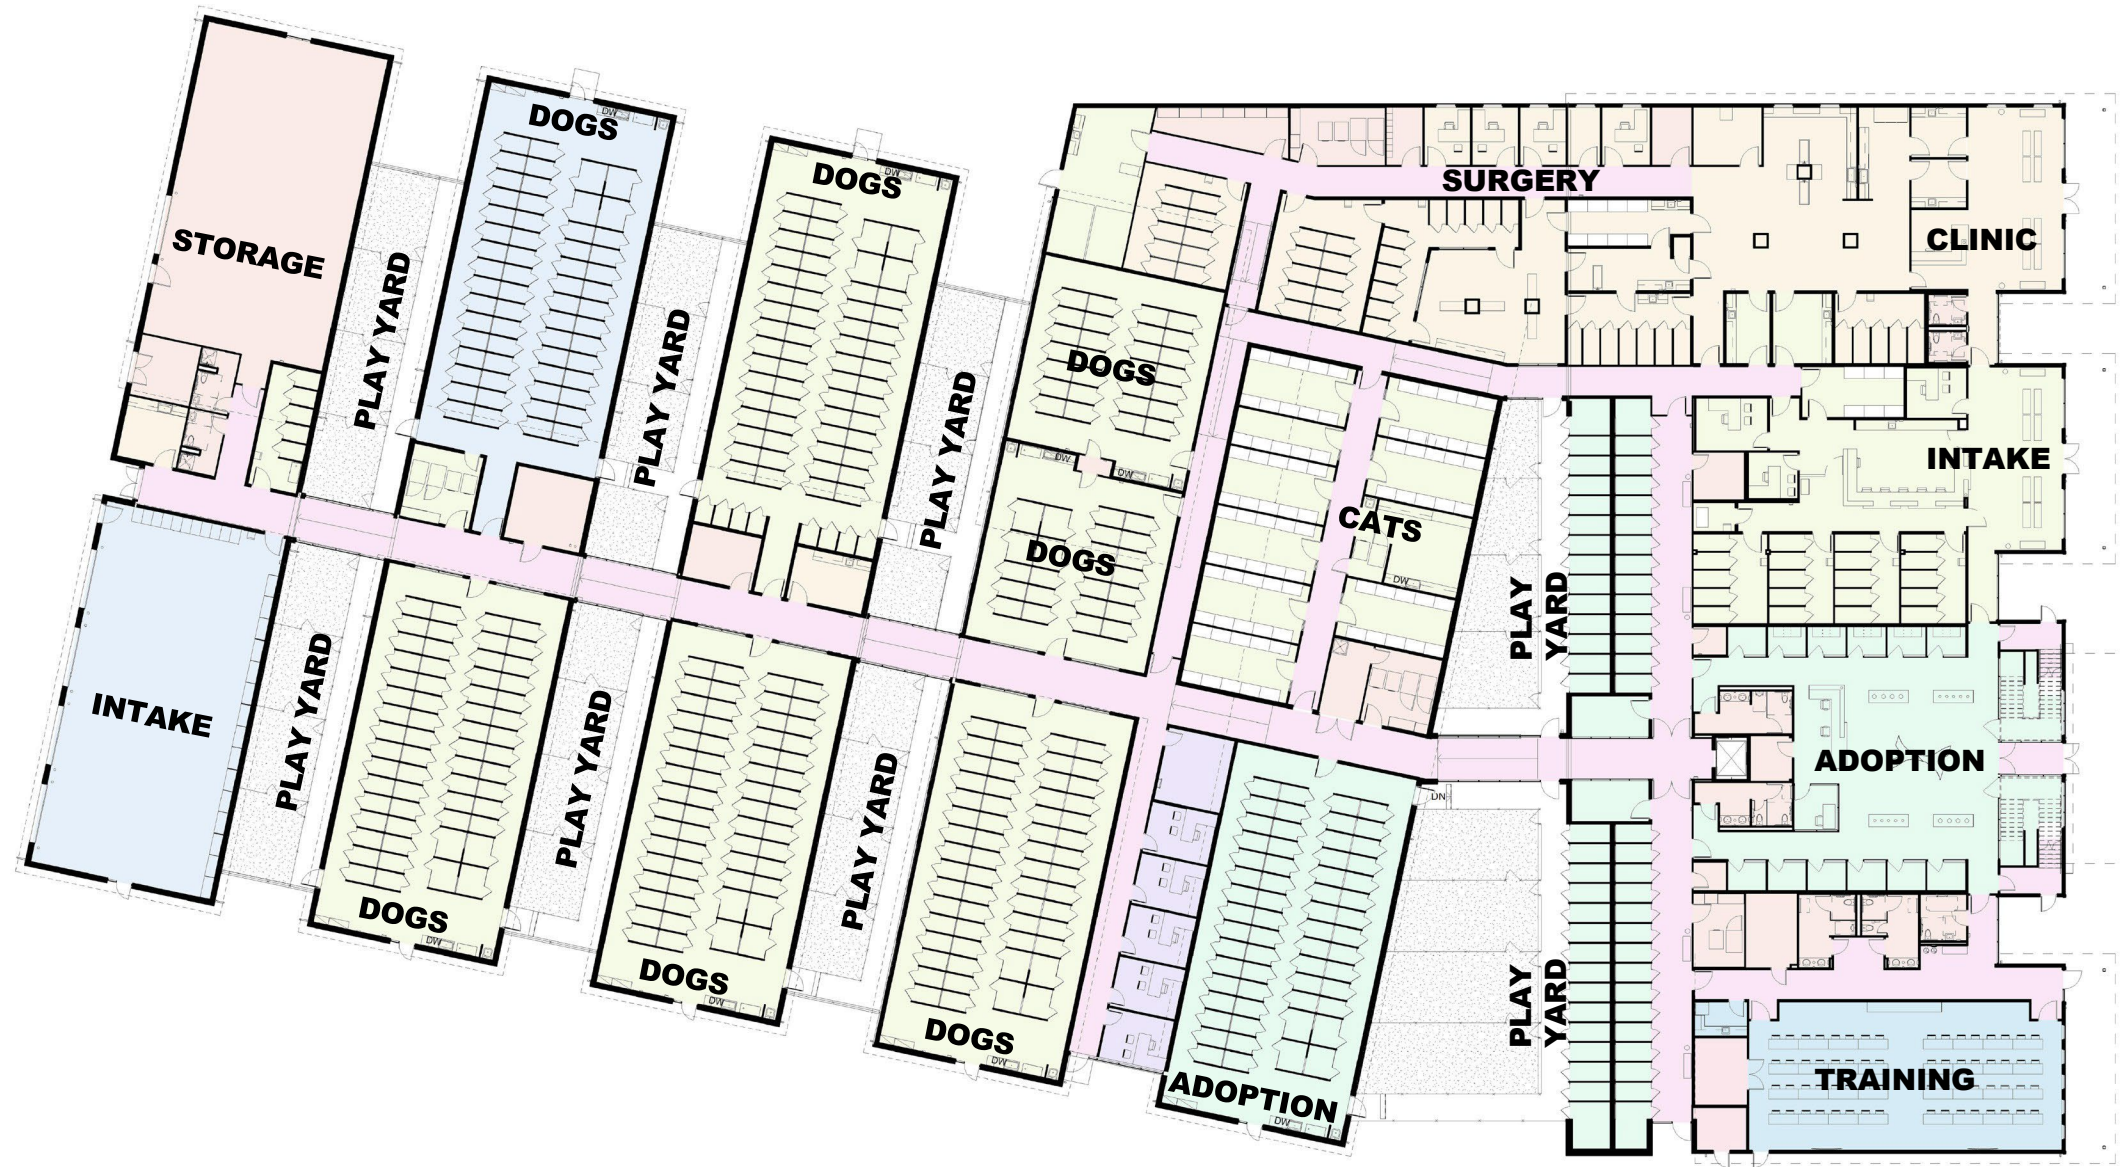 DOGS
DW
DOGS
DW
STORAGE
PLAY YARD
PLAY YARD
PLAY YARD
SURGERY
CLINIC
DOGS
DW
DW
DOGS
CATS
DW
INTAKE
PLAY
YARD
INTAKE
PLAY YARD
PLAY YARD
PLAY YARD
ADOPTION
DN
DOGS
DW
DOGS
DW
DOGS
DW
ADOPTION
DW
PLAY
YARD
TRAINING